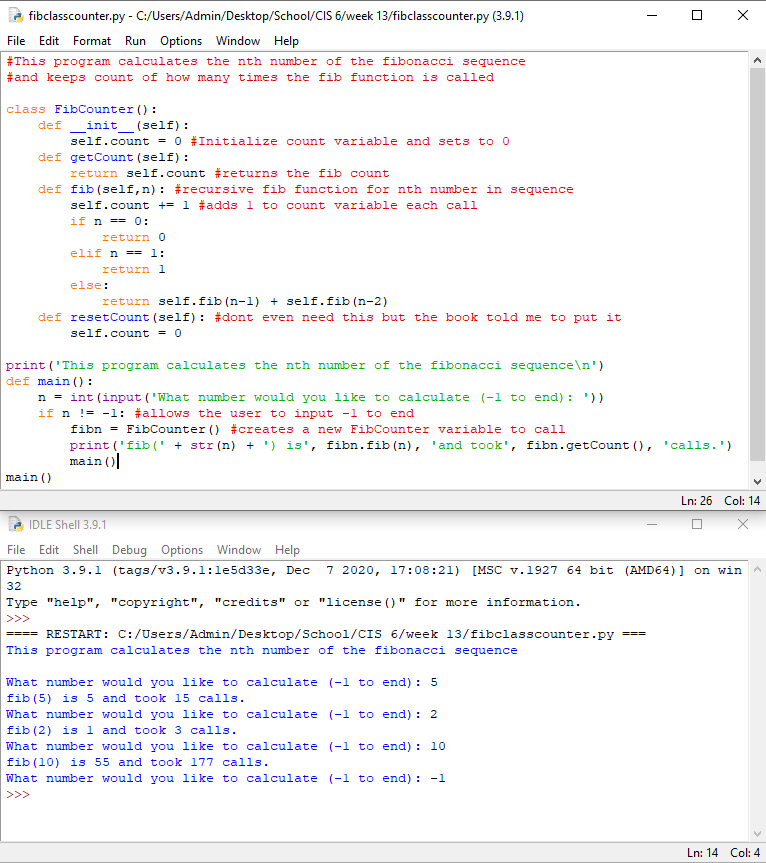 fibclasscounter.py - C:/Users/Admin/Desktop/School/CIS 6/week 13/fibclasscounter.py (3.9.1)
File Edit Format Run Options Window Help
#This program calculates the nth number of the fibonacci sequence
#and keeps count of how many times the fib function is called

class FibCounter():
    def __init__(self):
        self.count = 0 #Initialize count variable and sets to 0
    def getCount(self):
        return self.count #returns the fib count
    def fib(self,n): #recursive fib function for nth number in sequence
        self.count += 1 #adds 1 to count variable each call
        if n == 0:
            return 0
        elif n == 1:
            return 1
        else:
            return self.fib(n-1) + self.fib(n-2)
    def resetCount(self): #dont even need this but the book told me to put it
        self.count = 0

print('This program calculates the nth number of the fibonacci sequence\n')
def main():
    n = int(input('What number would you like to calculate (-1 to end): '))
    if n != -1: #allows the user to input -1 to end
        fibn = FibCounter() #creates a new FibCounter variable to call
        print('fib(' + str(n) + ') is', fibn.fib(n), 'and took', fibn.getCount(), 'calls.')
        main()
main()
Ln: 26 Col: 14
IDLE Shell 3.9.1
File Edit Shell Debug Options Window Help
Python 3.9.1 (tags/v3.9.1:1e5d33e, Dec  7 2020, 17:08:21) [MSC v.1927 64 bit (AMD64)] on win
32
Type "help", "copyright", "credits" or "license()" for more information.
>>>
==== RESTART: C:/Users/Admin/Desktop/School/CIS 6/week 13/fibclasscounter.py ===
This program calculates the nth number of the fibonacci sequence

What number would you like to calculate (-1 to end): 5
fib(5) is 5 and took 15 calls.
What number would you like to calculate (-1 to end): 2
fib(2) is 1 and took 3 calls.
What number would you like to calculate (-1 to end): 10
fib(10) is 55 and took 177 calls.
What number would you like to calculate (-1 to end): -1
>>>
Ln: 14 Col: 4